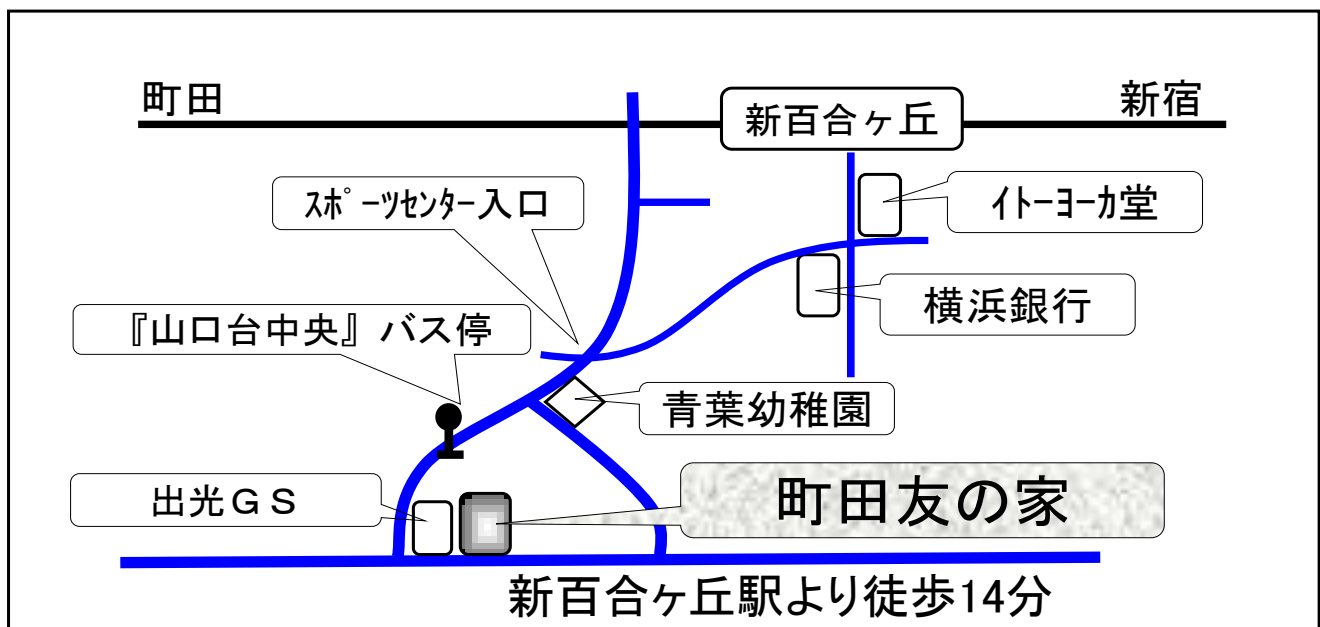 町田
新宿
新百合ヶ丘
ｽﾎﾟｰﾂｾﾝﾀｰ入口
ｲﾄｰﾖｰｶ堂
横浜銀行
『山口台中央』バス停
青葉幼稚園
出光ＧＳ
町田友の家
新百合ヶ丘駅より徒歩14分